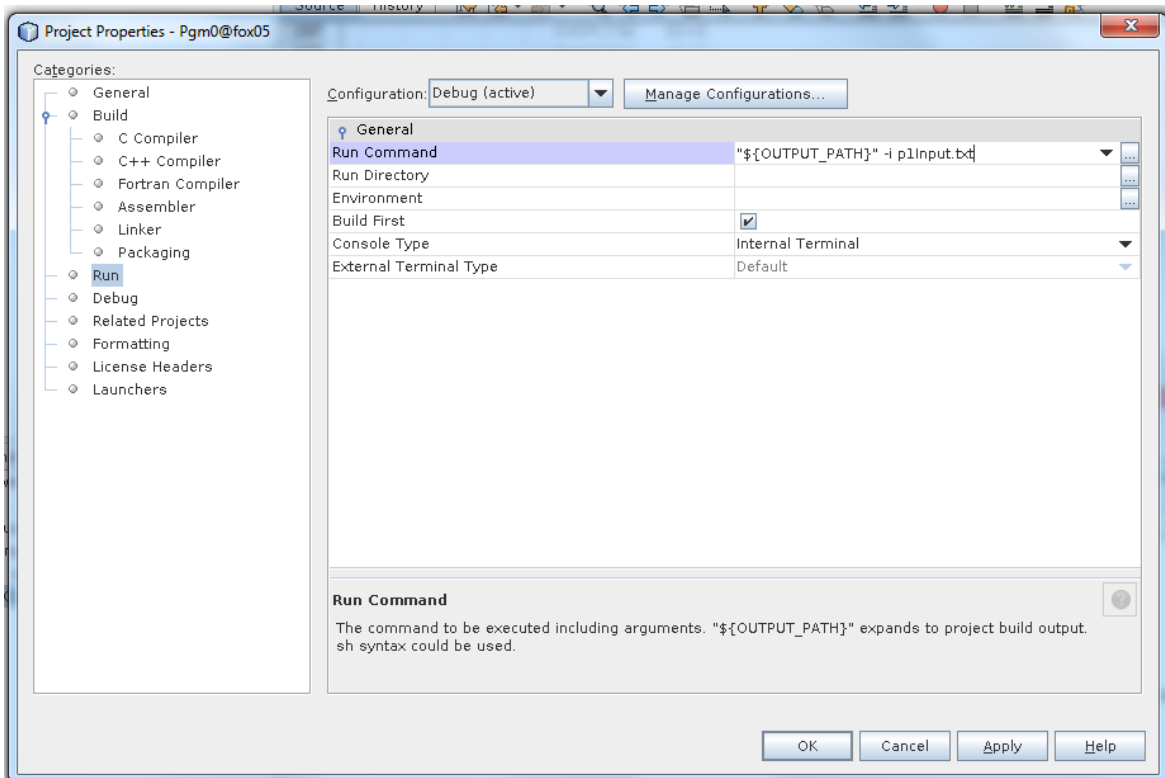 Source History
Project Properties - Pgm0@fox05
Categories:
General
Build
C Compiler
C++ Compiler
Fortran Compiler
Assembler
Linker
Packaging
Run
Debug
Related Projects
Formatting
License Headers
Launchers
Configuration: Debug (active) Manage Configurations...
General
Run Command "${OUTPUT_PATH}" -i p1Input.txt ...
Run Directory ...
Environment ...
Build First
Console Type Internal Terminal
External Terminal Type Default
Run Command
The command to be executed including arguments. "${OUTPUT_PATH}" expands to project build output.
sh syntax could be used.
OK Cancel Apply Help